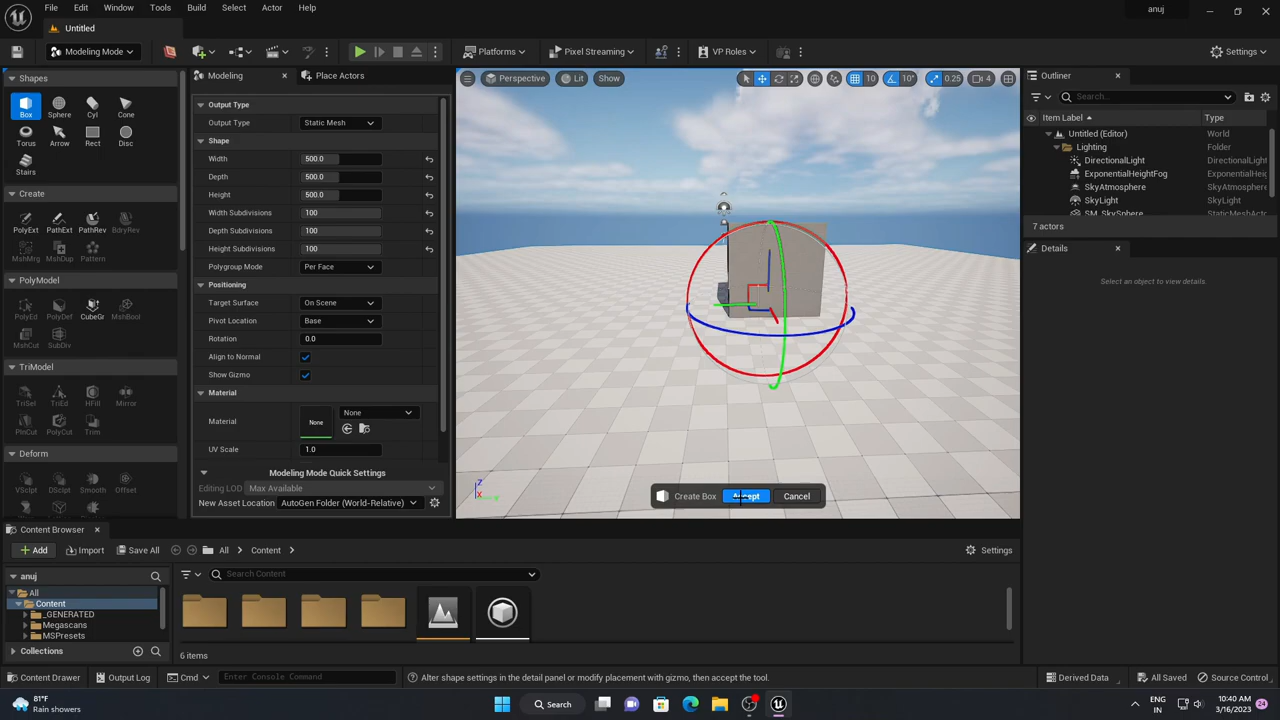 File Edit Window Tools Build Select Actor Help
anuj
Untitled
Modeling Mode
Platforms
Pixel Streaming
VP Roles
Settings
Shapes
Box Sphere Cyl Cone
Torus Arrow Rect Disc
Stairs
Create
PolyExt PathExt PathRev BdryRev
MshMrg MshDup Pattern
PolyModel
PolyEd PolyDef CubeGr MshBool
MshCut SubDiv
TriModel
TriSel TriEd HFill Mirror
PlnCut PolyCut Trim
Deform
VSclpt DSclpt Smooth Offset
Modeling
Place Actors
Output Type
Output Type Static Mesh
Shape
Width 500.0
Depth 500.0
Height 500.0
Width Subdivisions 100
Depth Subdivisions 100
Height Subdivisions 100
Polygroup Mode Per Face
Positioning
Target Surface On Scene
Pivot Location Base
Rotation 0.0
Align to Normal
Show Gizmo
Material
Material None None
UV Scale 1.0
Modeling Mode Quick Settings
Editing LOD Max Available
New Asset Location AutoGen Folder (World-Relative)
Perspective Lit Show
10 10° 0.25 4
Z
X Y
Create Box Accept Cancel
Outliner
Search...
Item Label Type
Untitled (Editor) World
Lighting Folder
DirectionalLight DirectionalLight
ExponentialHeightFog ExponentialHeig
SkyAtmosphere SkyAtmosphere
SkyLight SkyLight
SM_SkySphere StaticMeshActo
7 actors
Details
Select an object to view details.
Content Browser
Add Import Save All All Content Settings
anuj
Search Content
All
Content
_GENERATED
Megascans
MSPresets
Collections
6 items
Content Drawer Output Log Cmd Enter Console Command Alter shape settings in the detail panel or modify placement with gizmo, then accept the tool. Derived Data All Saved Source Control
81°F
Rain showers
Search
ENG
IN
10:40 AM
3/16/2023
24